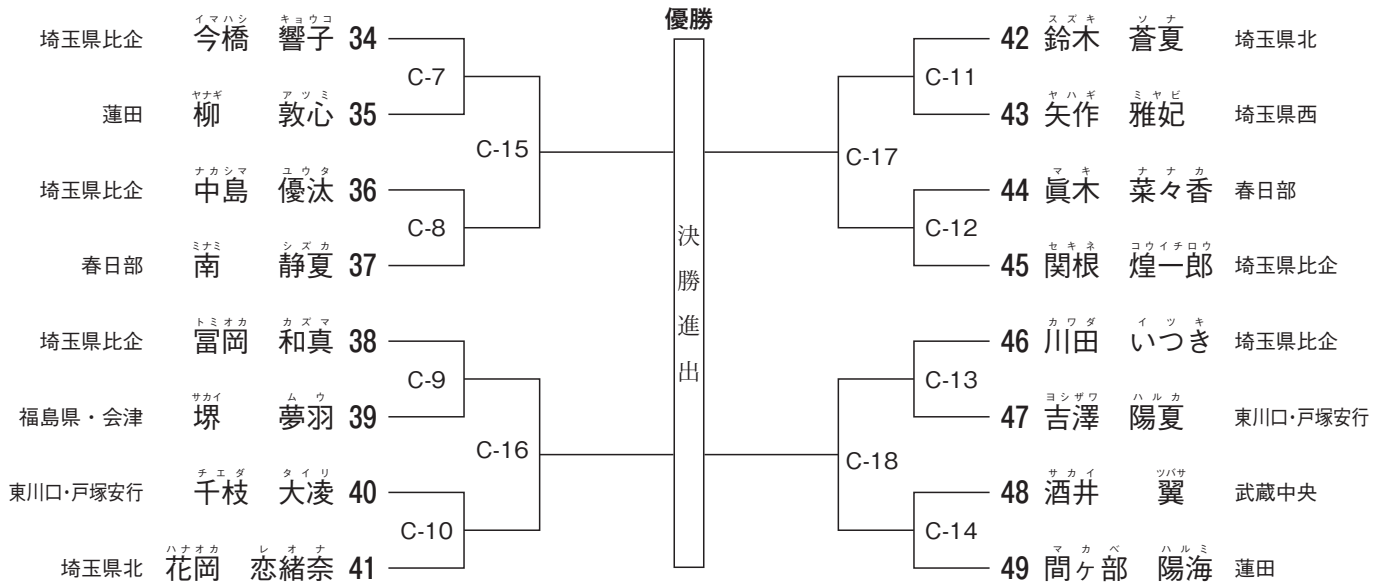 優勝
イマハシ キョウコ
埼玉県比企 今橋 響子 34
C-7
ヤナギ アツミ
蓮田 柳 敦心 35
C-15
ナカシマ ユウタ
埼玉県比企 中島 優汰 36
C-8
ミナミ シズカ
春日部 南 静夏 37
トミオカ カズマ
埼玉県比企 冨岡 和真 38
C-9
サカイ ムウ
福島県・会津 堺 夢羽 39
C-16
チエダ タイリ
東川口・戸塚安行 千枝 大凌 40
C-10
ハナオカ レオナ
埼玉県北 花岡 恋緒奈 41
決勝進出
スズキ ソナ
42 鈴木 蒼夏 埼玉県北
C-11
ヤハギ ミヤビ
43 矢作 雅妃 埼玉県西
C-17
マキ ナナカ
44 眞木 菜々香 春日部
C-12
セキネ コウイチロウ
45 関根 煌一郎 埼玉県比企
カワダ イツキ
46 川田 いつき 埼玉県比企
C-13
ヨシザワ ハルカ
47 吉澤 陽夏 東川口・戸塚安行
C-18
サカイ ツバサ
48 酒井 翼 武蔵中央
C-14
マカベ ハルミ
49 間ヶ部 陽海 蓮田